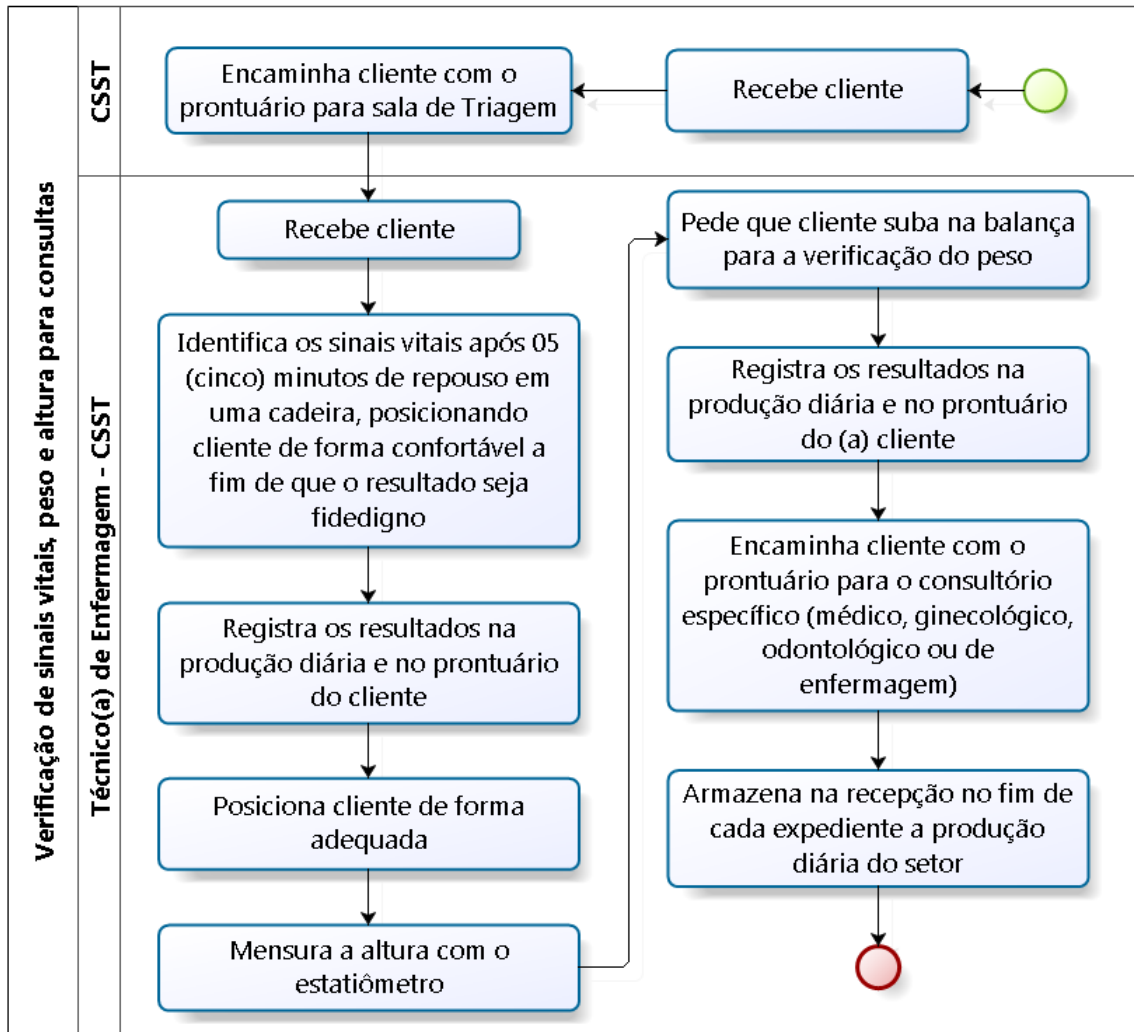 Verificação de sinais vitais, peso e altura para consultas
CSST
Recebe cliente
Encaminha cliente com o
prontuário para sala de Triagem
Técnico(a) de Enfermagem - CSST
Recebe cliente
Identifica os sinais vitais após 05
(cinco) minutos de repouso em
uma cadeira, posicionando
cliente de forma confortável a
fim de que o resultado seja
fidedigno
Registra os resultados na
produção diária e no prontuário
do cliente
Posiciona cliente de forma
adequada
Mensura a altura com o
estatiômetro
Pede que cliente suba na balança
para a verificação do peso
Registra os resultados na
produção diária e no prontuário
do (a) cliente
Encaminha cliente com o
prontuário para o consultório
específico (médico, ginecológico,
odontológico ou de
enfermagem)
Armazena na recepção no fim de
cada expediente a produção
diária do setor